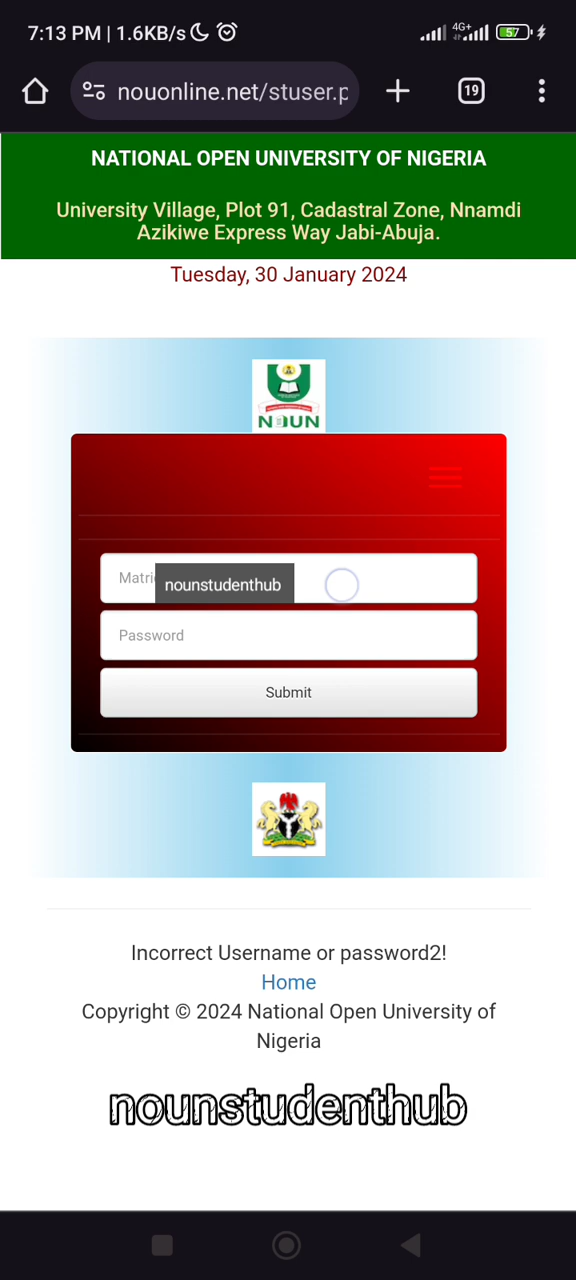 7:13 PM | 1.6KB/s 4G+ 57
nouonline.net/stuser.p
19
NATIONAL OPEN UNIVERSITY OF NIGERIA
University Village, Plot 91, Cadastral Zone, Nnamdi
Azikiwe Express Way Jabi-Abuja.
Tuesday, 30 January 2024
NOUN
Matri
nounstudenthub
Password
Submit
Incorrect Username or password2!
Home
Copyright © 2024 National Open University of
Nigeria
nounstudenthub